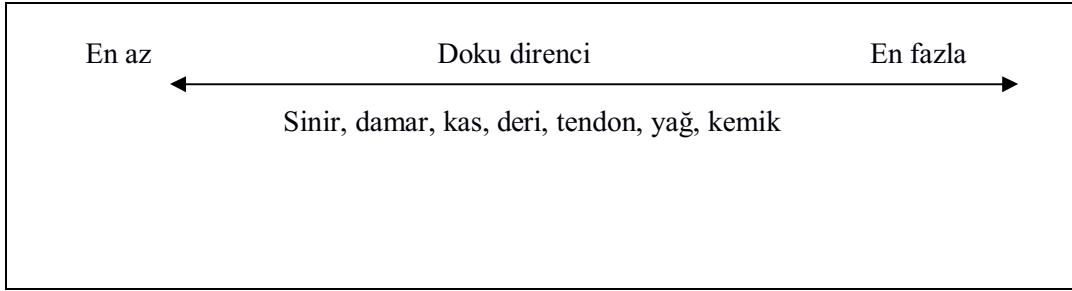 En az Doku direnci En fazla
Sinir, damar, kas, deri, tendon, yağ, kemik